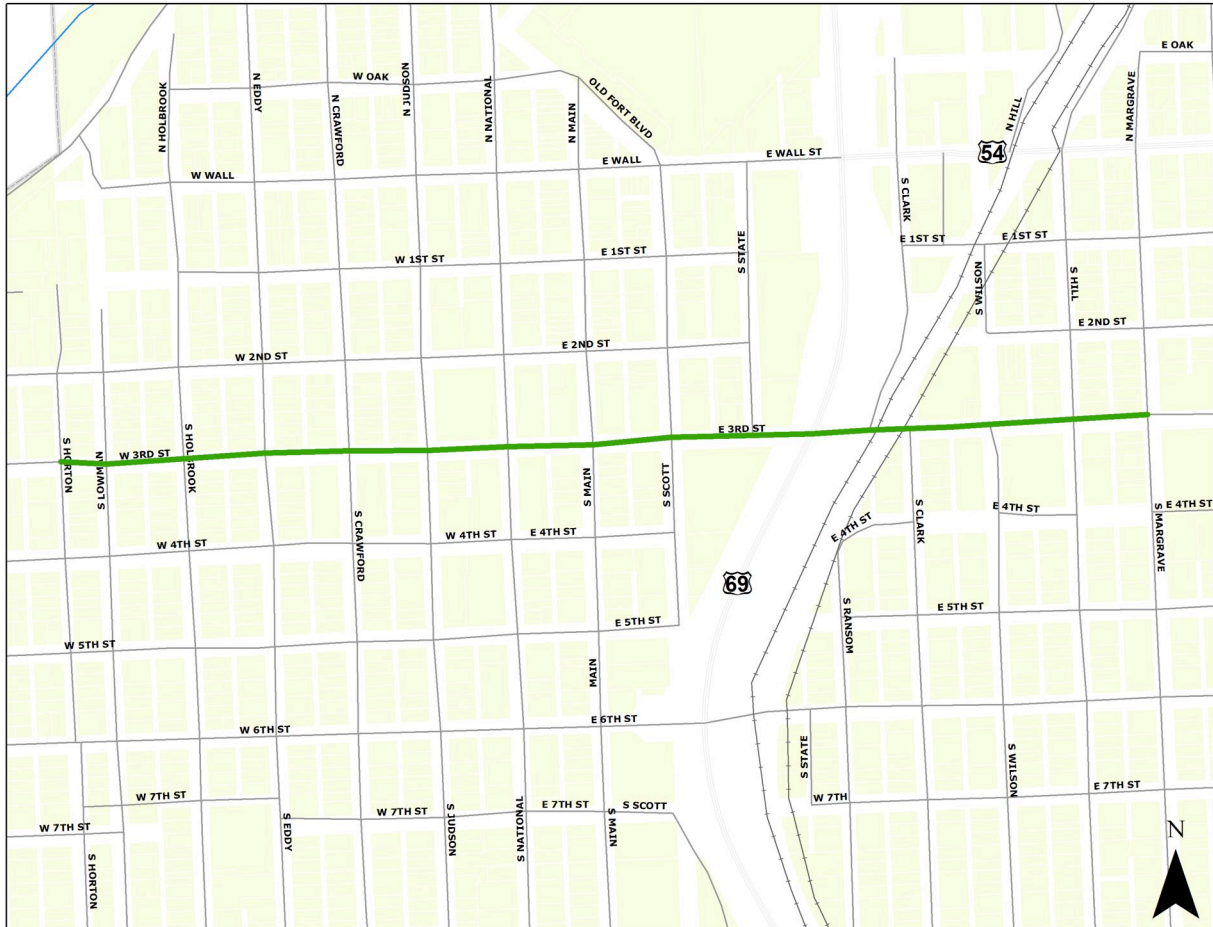 E OAK
W OAK
N HOLBROOK
N EDDY
N CRAWFORD
N JUDSON
N NATIONAL
N MAIN
OLD FORT BLVD
N HILL
N MARGRAVE
54
E WALL ST
E WALL
W WALL
S CLARK
S STATE
E 1ST ST
E 1ST ST
E 1ST ST
W 1ST ST
S WILSON
S HILL
E 2ND ST
E 2ND ST
W 2ND ST
E 3RD ST
W 3RD ST
S HORTON
S LOWMAN
S HOLBROOK
S MAIN
S SCOTT
S CRAWFORD
W 4TH ST
W 4TH ST
E 4TH ST
E 4TH ST
S CLARK
E 4TH ST
S MARGRAVE
E 4TH ST
69
S RANSOM
E 5TH ST
E 5TH ST
W 5TH ST
MAIN
E 6TH ST
W 6TH ST
S STATE
S WILSON
W 7TH
E 7TH ST
W 7TH ST
W 7TH ST
W 7TH ST
E 7TH ST
S SCOTT
S HORTON
S EDDY
S JUDSON
S NATIONAL
S MAIN
N